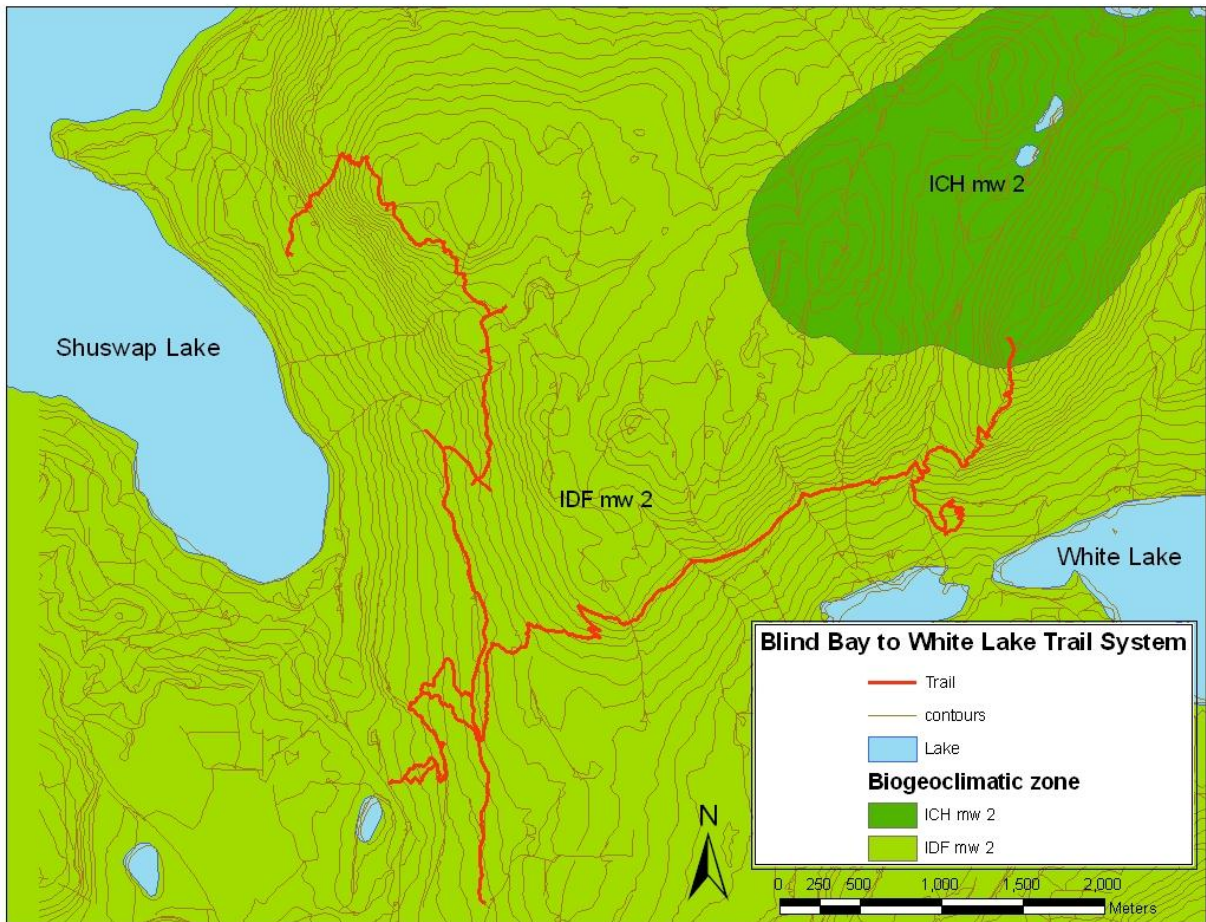 ICH mw 2
Shuswap Lake
IDF mw 2
White Lake
Blind Bay to White Lake Trail System
Trail
contours
Lake
Biogeoclimatic zone
ICH mw 2
IDF mw 2
N
0 250 500 1,000 1,500 2,000
Meters